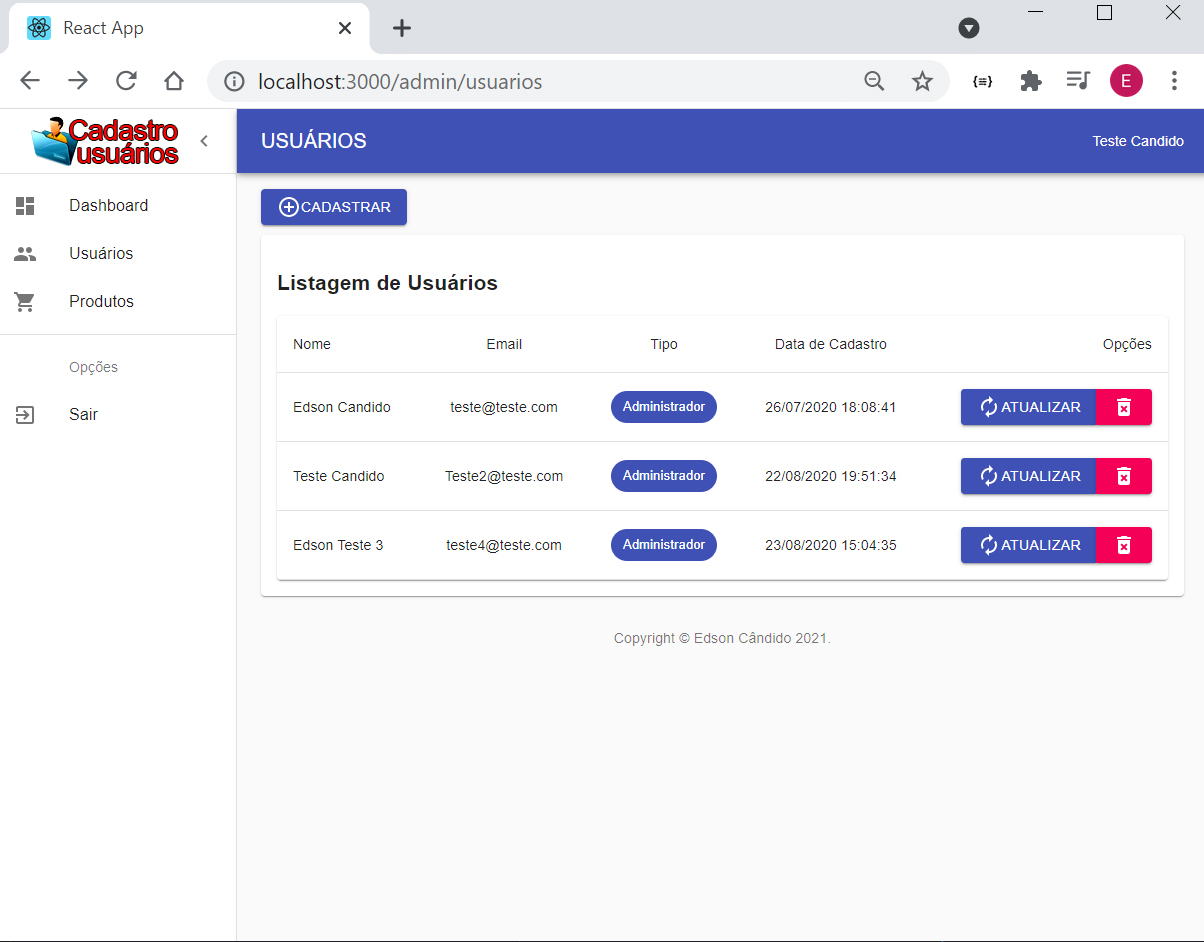 React App
localhost:3000/admin/usuarios
E
Cadastro
usuários
USUÁRIOS
Teste Candido
Dashboard
Usuários
Produtos
Opções
Sair
CADASTRAR
Listagem de Usuários
Nome Email Tipo Data de Cadastro Opções
Edson Candido teste@teste.com Administrador 26/07/2020 18:08:41 ATUALIZAR
Teste Candido Teste2@teste.com Administrador 22/08/2020 19:51:34 ATUALIZAR
Edson Teste 3 teste4@teste.com Administrador 23/08/2020 15:04:35 ATUALIZAR
Copyright © Edson Cândido 2021.